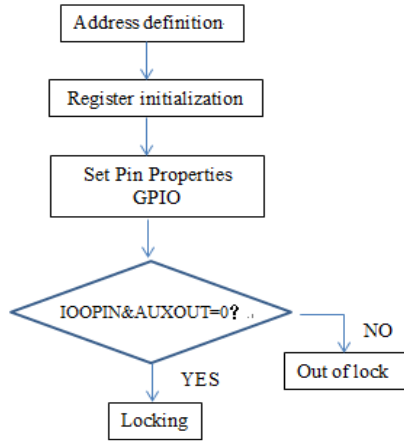 Address definition
Register initialization
Set Pin Properties
GPIO
IOOPIN&AUXOUT=0?
NO
Out of lock
YES
Locking